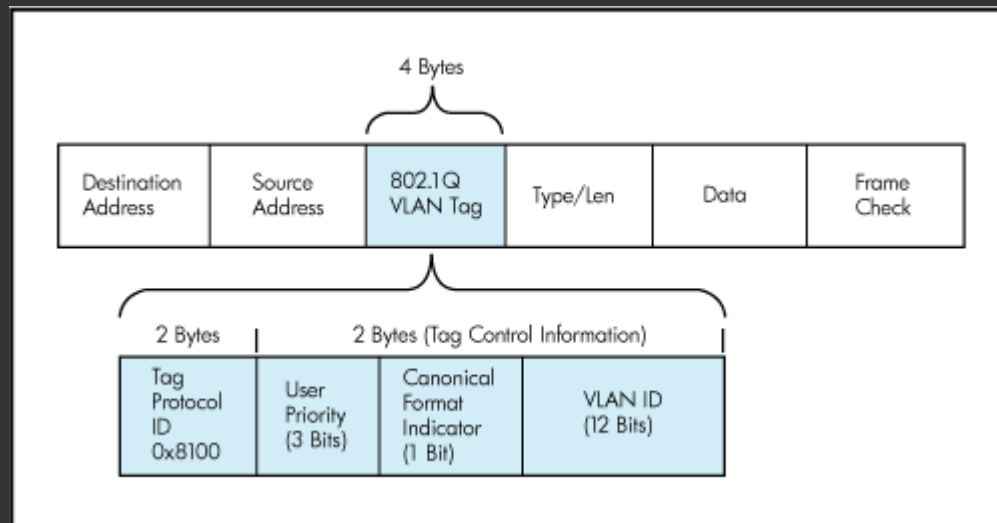 4 Bytes
Destination
Address
Source
Address
802.1Q
VLAN Tag
Type/Len
Data
Frame
Check
2 Bytes
2 Bytes (Tag Control Information)
Tag
Protocol
ID
0x8100
User
Priority
(3 Bits)
Canonical
Format
Indicator
(1 Bit)
VLAN ID
(12 Bits)